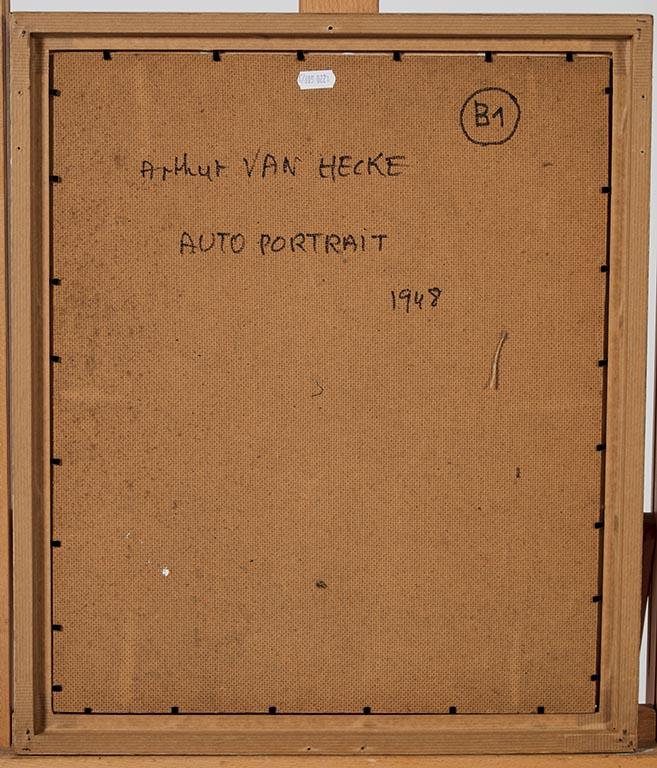 B1
Arthur VAN HECKE
AUTO PORTRAIT
1948